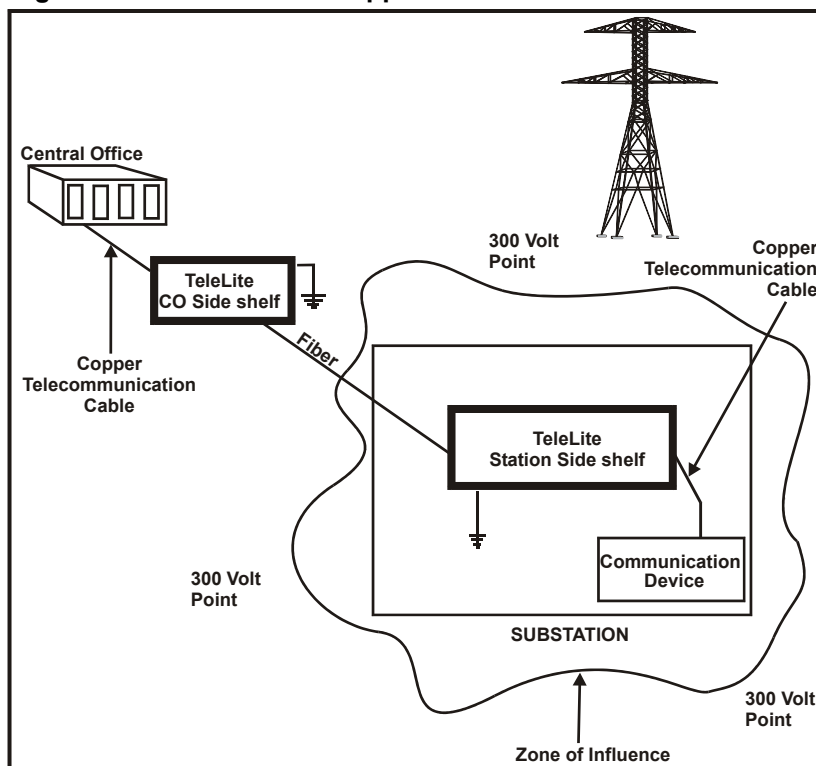 Central Office
300 Volt
Point
Copper
Telecommunication
Cable
TeleLite
CO Side shelf
Fiber
Copper
Telecommunication
Cable
TeleLite
Station Side shelf
Communication
Device
300 Volt
Point
SUBSTATION
300 Volt
Point
Zone of Influence